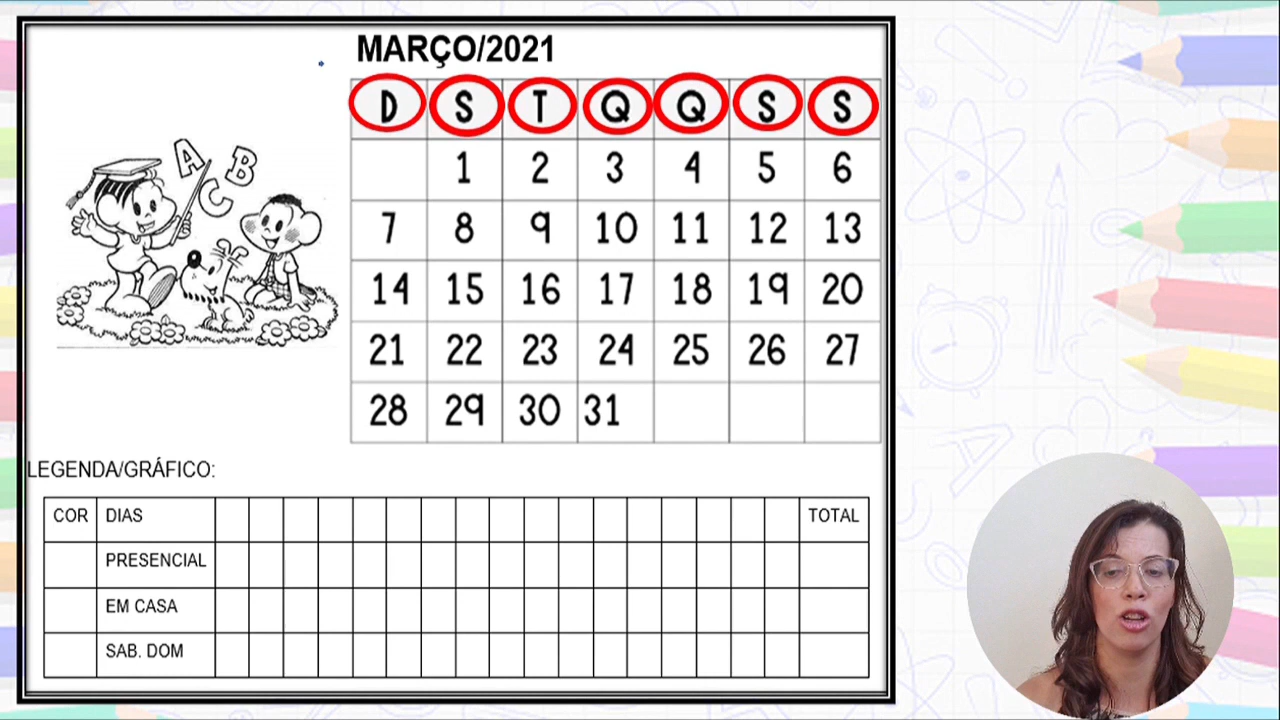 MARÇO/2021
D S T Q Q S S
1 2 3 4 5 6
7 8 9 10 11 12 13
14 15 16 17 18 19 20
21 22 23 24 25 26 27
28 29 30 31
A B C
LEGENDA/GRÁFICO:
COR DIAS TOTAL
PRESENCIAL
EM CASA
SAB. DOM